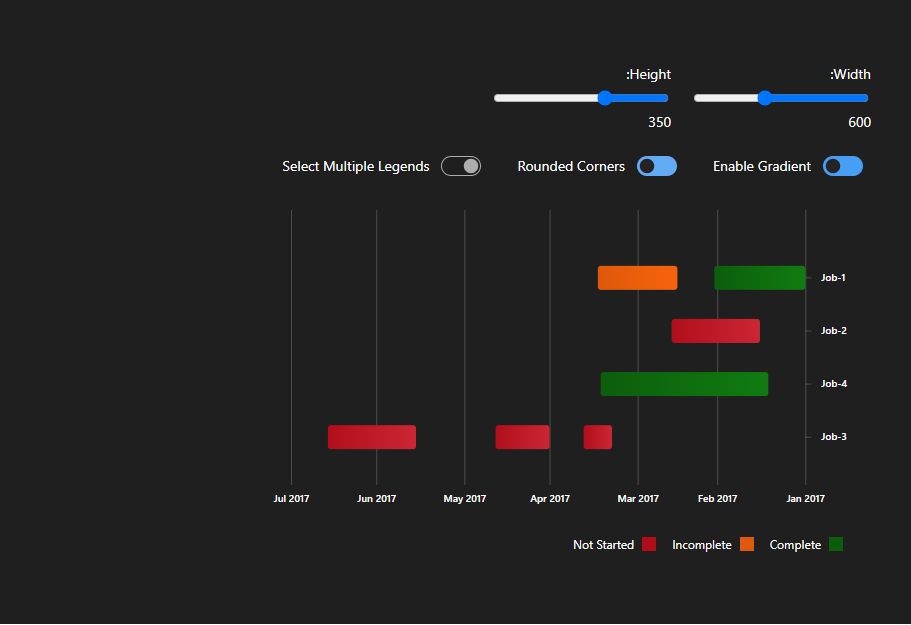 :Height
:Width
350
600
Select Multiple Legends
Rounded Corners
Enable Gradient
Job-1
Job-2
Job-4
Job-3
Jul 2017
Jun 2017
May 2017
Apr 2017
Mar 2017
Feb 2017
Jan 2017
Not Started
Incomplete
Complete